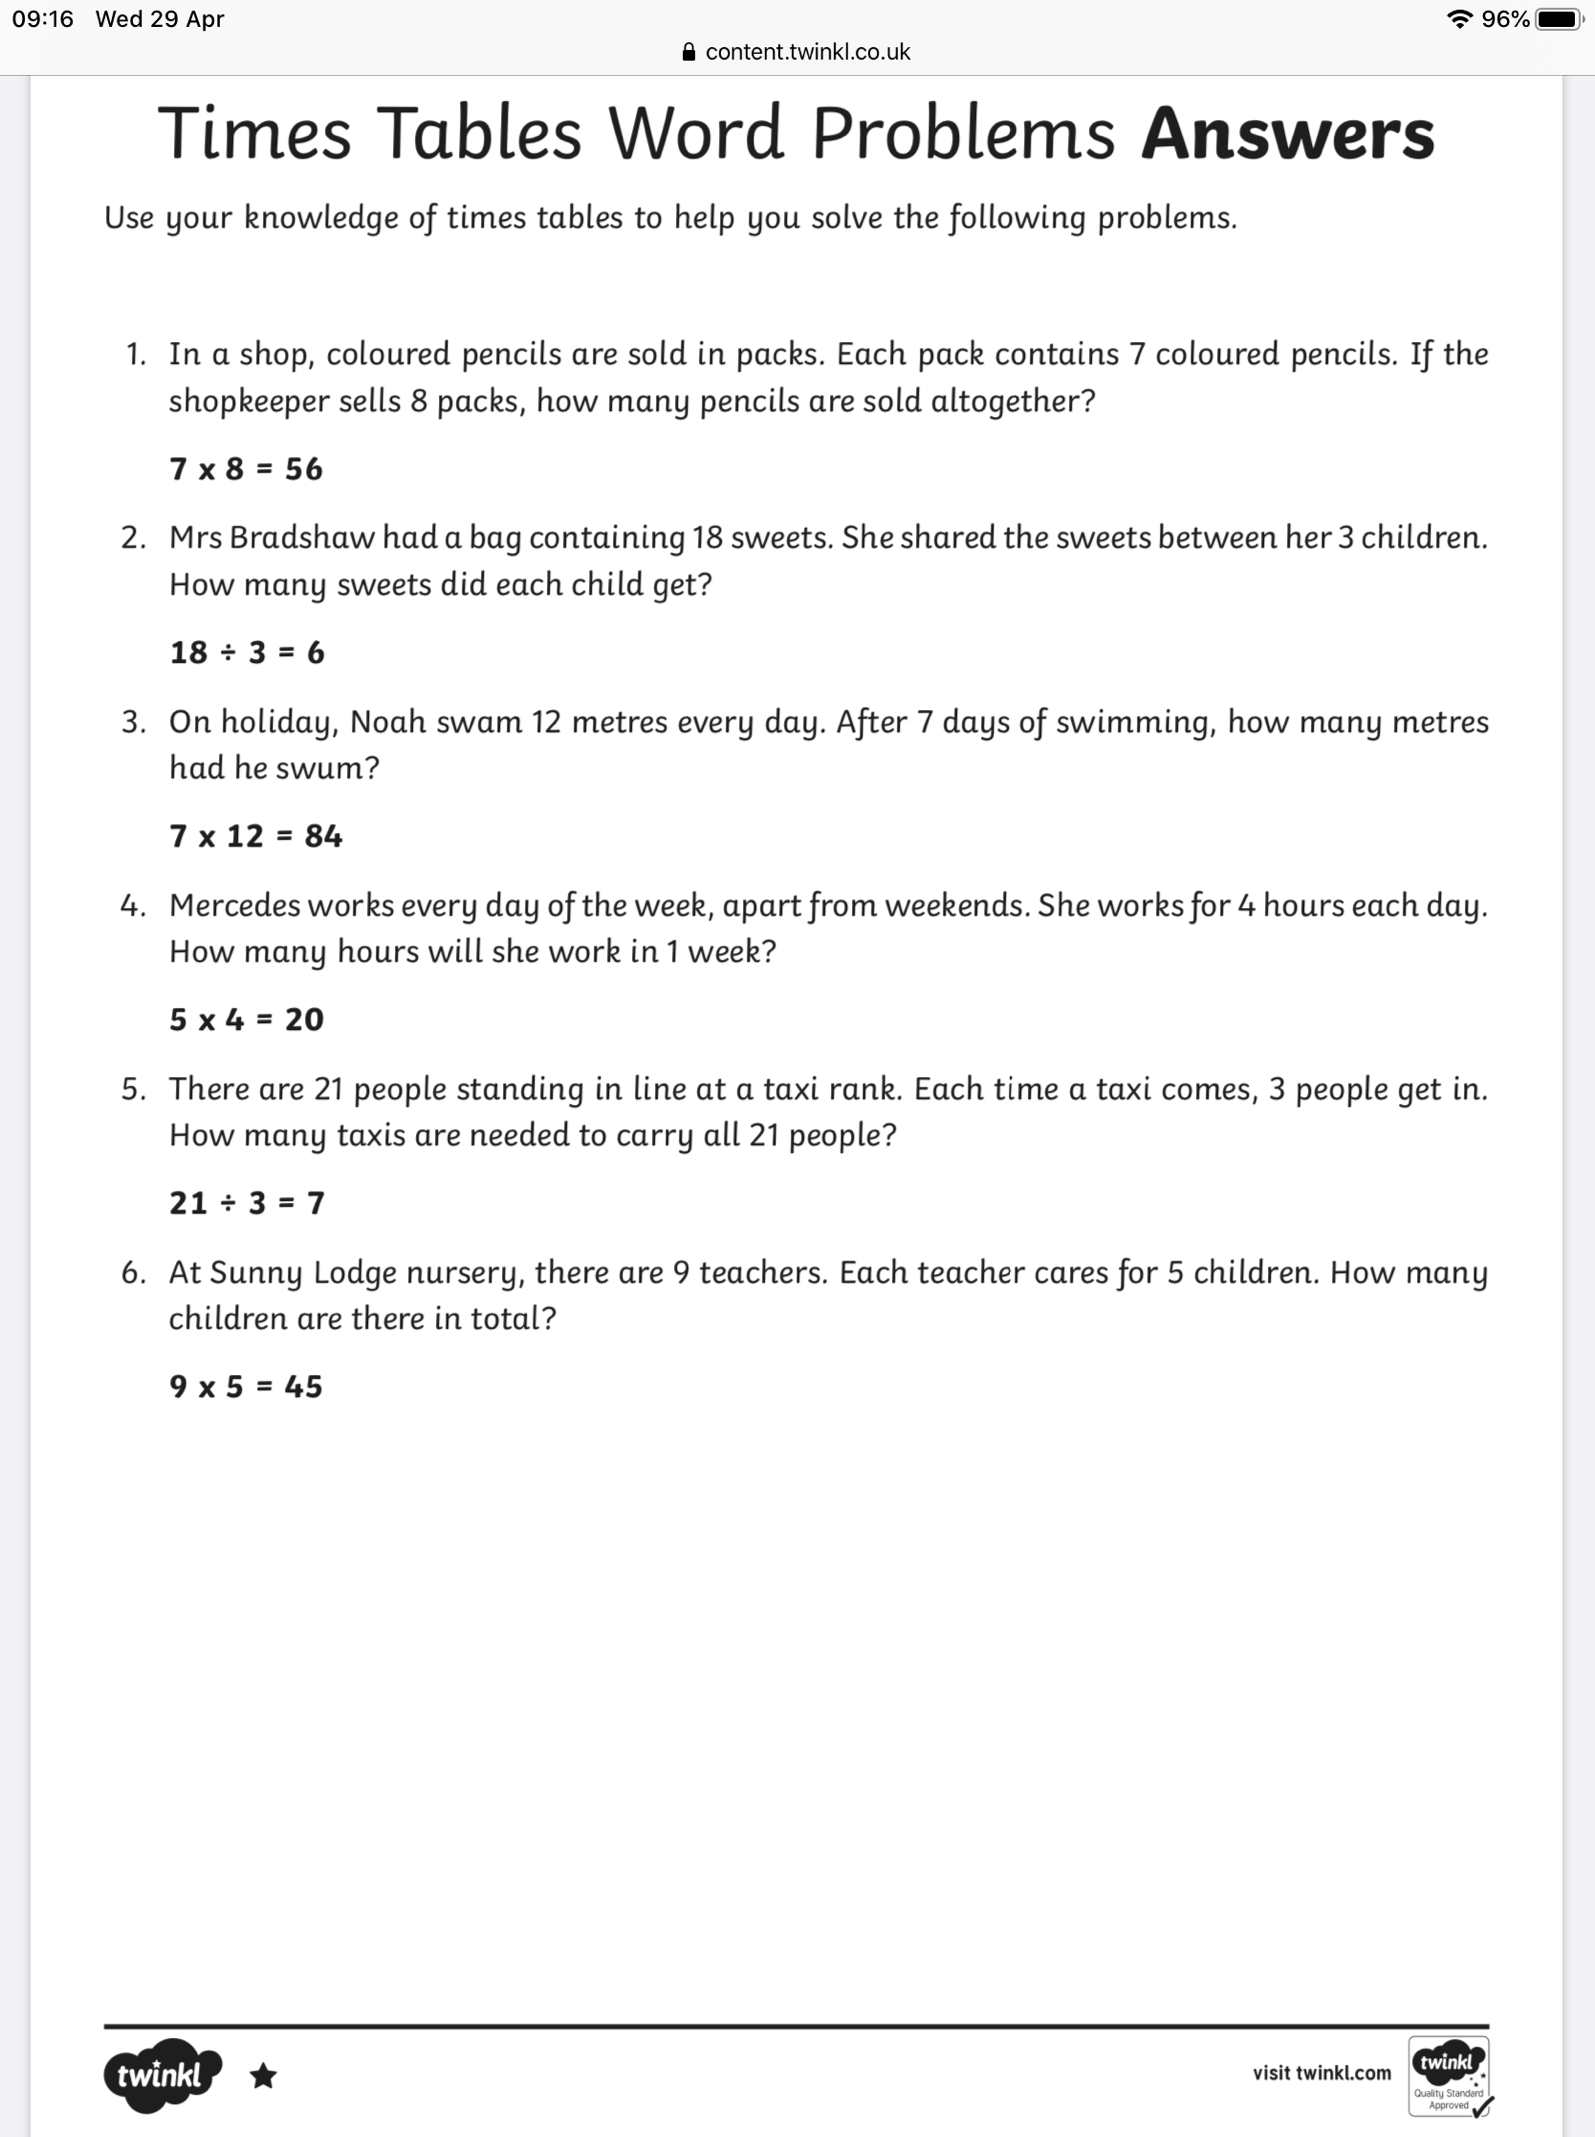 09:16 Wed 29 Apr
96%
content.twinkl.co.uk
Times Tables Word Problems Answers
Use your knowledge of times tables to help you solve the following problems.
1. In a shop, coloured pencils are sold in packs. Each pack contains 7 coloured pencils. If the
shopkeeper sells 8 packs, how many pencils are sold altogether?
7 x 8 = 56
2. Mrs Bradshaw had a bag containing 18 sweets. She shared the sweets between her 3 children.
How many sweets did each child get?
18 ÷ 3 = 6
3. On holiday, Noah swam 12 metres every day. After 7 days of swimming, how many metres
had he swum?
7 x 12 = 84
4. Mercedes works every day of the week, apart from weekends. She works for 4 hours each day.
How many hours will she work in 1 week?
5 x 4 = 20
5. There are 21 people standing in line at a taxi rank. Each time a taxi comes, 3 people get in.
How many taxis are needed to carry all 21 people?
21 ÷ 3 = 7
6. At Sunny Lodge nursery, there are 9 teachers. Each teacher cares for 5 children. How many
children are there in total?
9 x 5 = 45
twinkl
visit twinkl.com
twinkl
Quality Standard
Approved